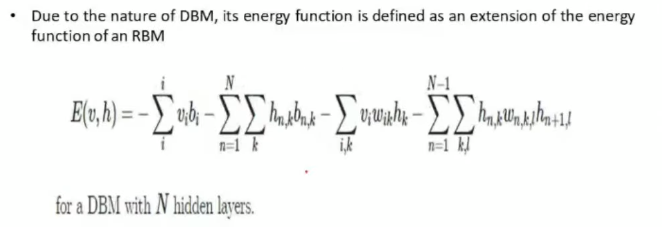 • Due to the nature of DBM, its energy function is defined as an extension of the energy
function of an RBM
E(v,h) = - \sum_{i}^{i} v_i b_i - \sum_{n=1}^{N} \sum_{k} h_{n,k} b_{n,k} - \sum_{i,k} v_i w_{ik} h_k - \sum_{n=1}^{N-1} \sum_{k,l} h_{n,k} w_{n,k,l} h_{n+1,l}
for a DBM with N hidden layers.